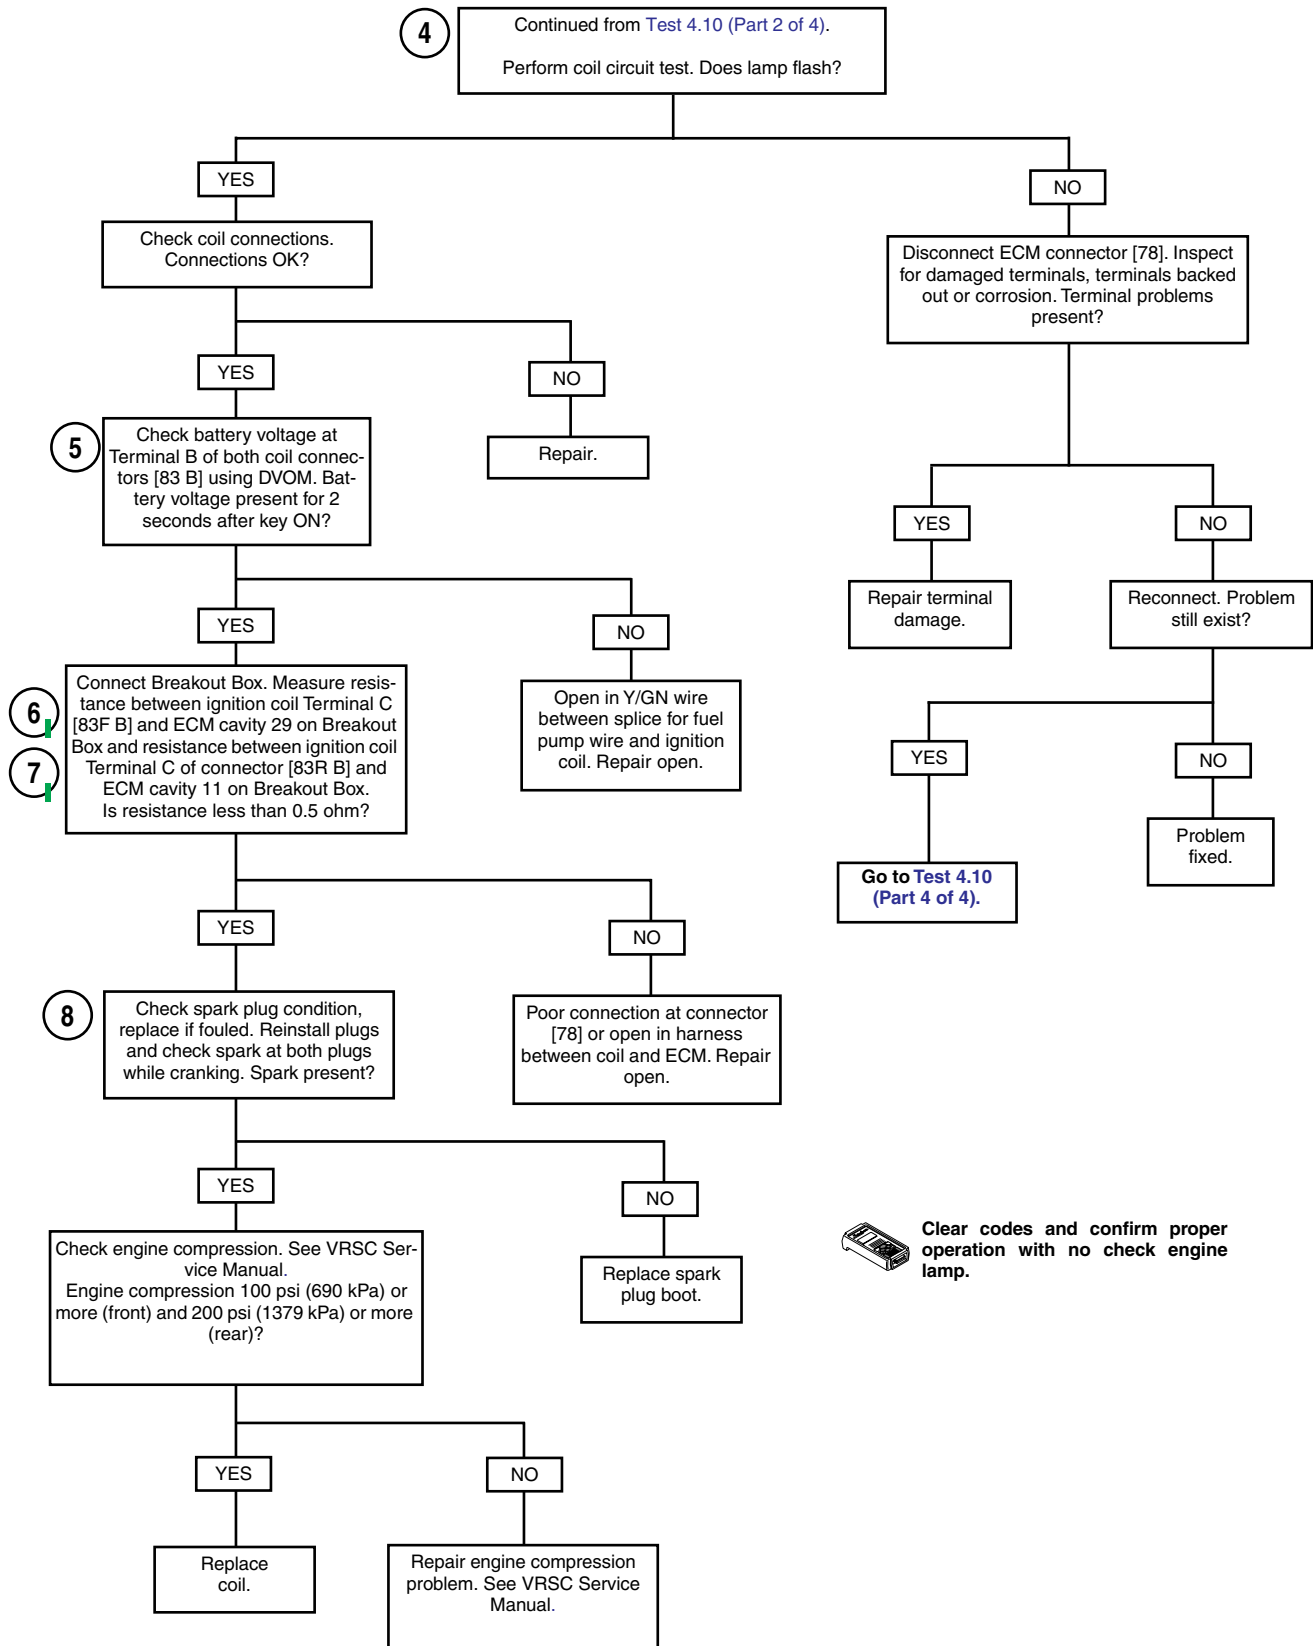 4
Continued from Test 4.10 (Part 2 of 4).
Perform coil circuit test. Does lamp flash?
YES
NO
Check coil connections.
Connections OK?
Disconnect ECM connector [78]. Inspect
for damaged terminals, terminals backed
out or corrosion. Terminal problems
present?
YES
NO
5
Check battery voltage at
Terminal B of both coil connec-
tors [83 B] using DVOM. Bat-
tery voltage present for 2
seconds after key ON?
Repair.
YES
NO
YES
NO
Repair terminal
damage.
Reconnect. Problem
still exist?
6
7
Connect Breakout Box. Measure resis-
tance between ignition coil Terminal C
[83F B] and ECM cavity 29 on Breakout
Box and resistance between ignition coil
Terminal C of connector [83R B] and
ECM cavity 11 on Breakout Box.
Is resistance less than 0.5 ohm?
Open in Y/GN wire
between splice for fuel
pump wire and ignition
coil. Repair open.
YES
NO
Go to Test 4.10
(Part 4 of 4).
Problem
fixed.
YES
NO
8
Check spark plug condition,
replace if fouled. Reinstall plugs
and check spark at both plugs
while cranking. Spark present?
Poor connection at connector
[78] or open in harness
between coil and ECM. Repair
open.
YES
NO
Check engine compression. See VRSC Ser-
vice Manual.
Engine compression 100 psi (690 kPa) or
more (front) and 200 psi (1379 kPa) or more
(rear)?
Replace spark
plug boot.
Clear codes and confirm proper
operation with no check engine
lamp.
YES
NO
Replace
coil.
Repair engine compression
problem. See VRSC Service
Manual.